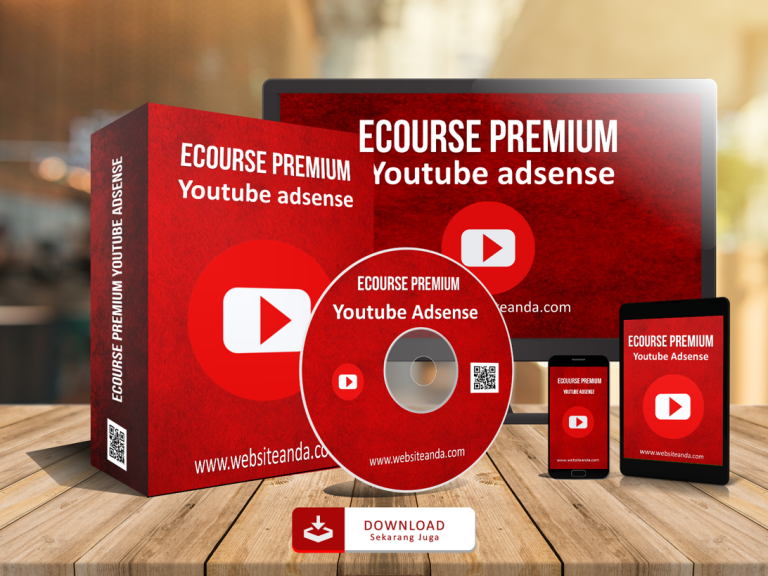 ECOURSE PREMIUM YOUTUBE ADSENSE
ECOURSE PREMIUM
Youtube adsense
www.websiteanda.co
ECOURSE PREMIUM
Youtube adsense
siteanda.com
ECOURSE PREMIUM
Youtube Adsense
www.websiteanda.com
PREMIUM
YOUTUBE ADSENSE
www.websiteanda.com
ECOURSE PREMIUM
Youtube Adsense
www.websiteanda.com
DOWNLOAD
Sekarang Juga